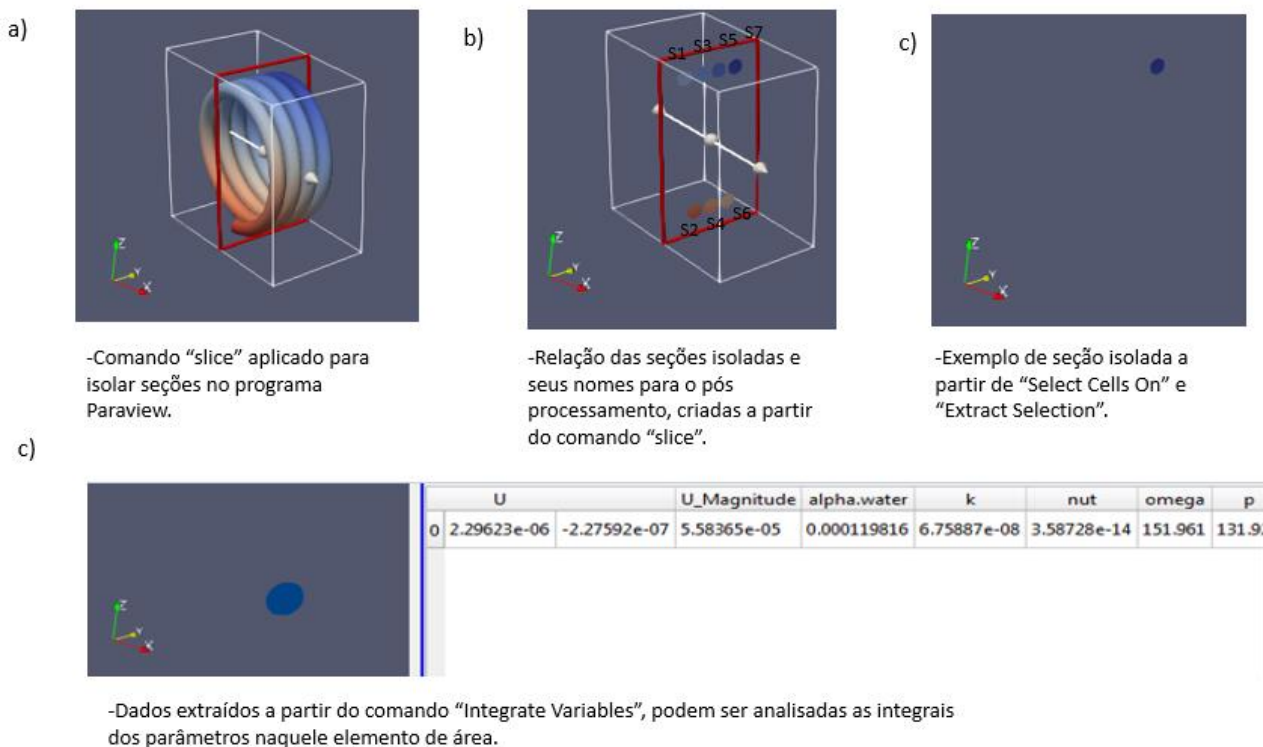 a)
b)
c)
S1 S3 S5 S7
S2 S4 S6
Z
Y
X
Z
Y
X
Z
Y
X
-Comando “slice” aplicado para
isolar seções no programa
Paraview.
-Relação das seções isoladas e
seus nomes para o pós
processamento, criadas a partir
do comando “slice”.
-Exemplo de seção isolada a
partir de “Select Cells On” e
“Extract Selection”.
c)
Z
Y
X
U U_Magnitude alpha.water k nut omega p
0 2.29623e-06 -2.27592e-07 5.58365e-05 0.000119816 6.75887e-08 3.58728e-14 151.961
-Dados extraídos a partir do comando “Integrate Variables”, podem ser analisadas as integrais
dos parâmetros naquele elemento de área.